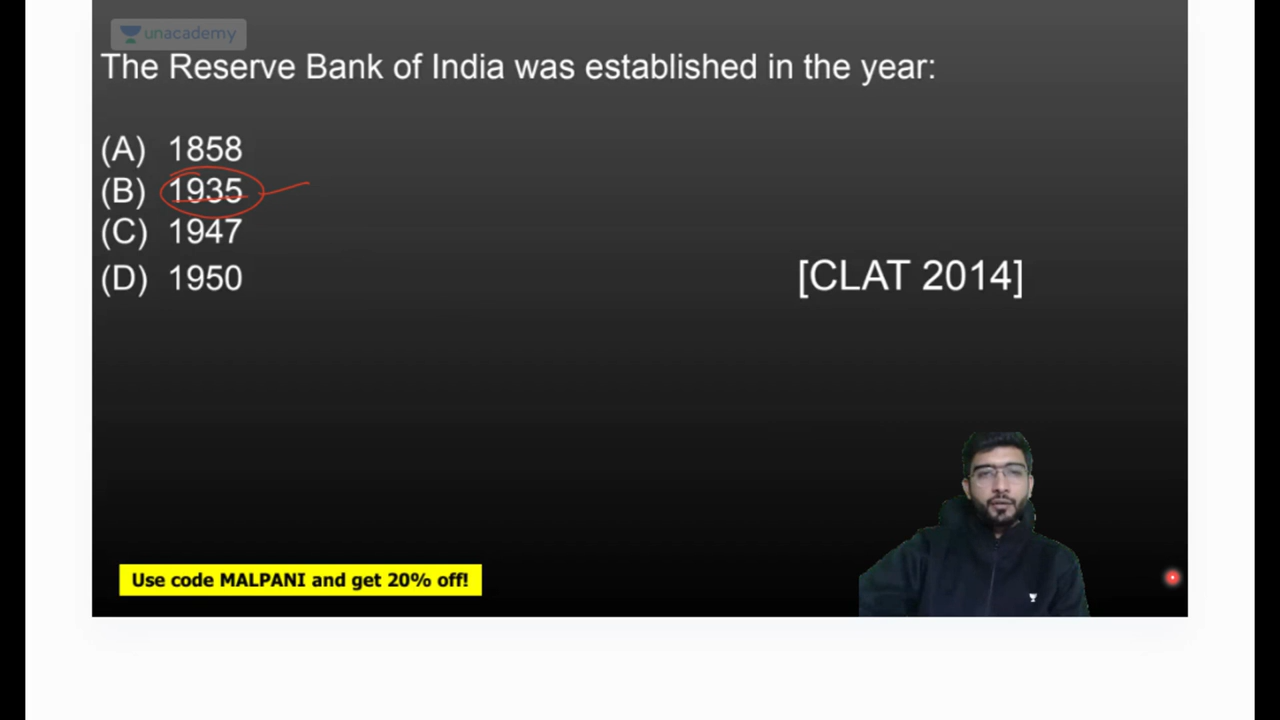 unacademy
The Reserve Bank of India was established in the year:
(A) 1858
(B) 1935
(C) 1947
(D) 1950
[CLAT 2014]
Use code MALPANI and get 20% off!